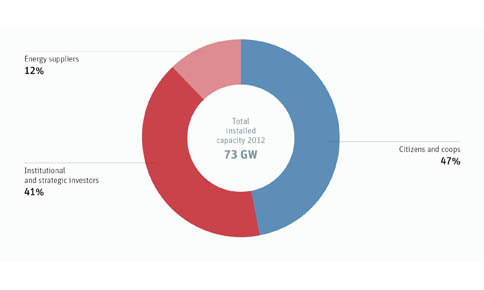 Energy suppliers
12%
Total
installed
capacity 2012
73 GW
Citizens and coops
47%
Institutional
and strategic investors
41%